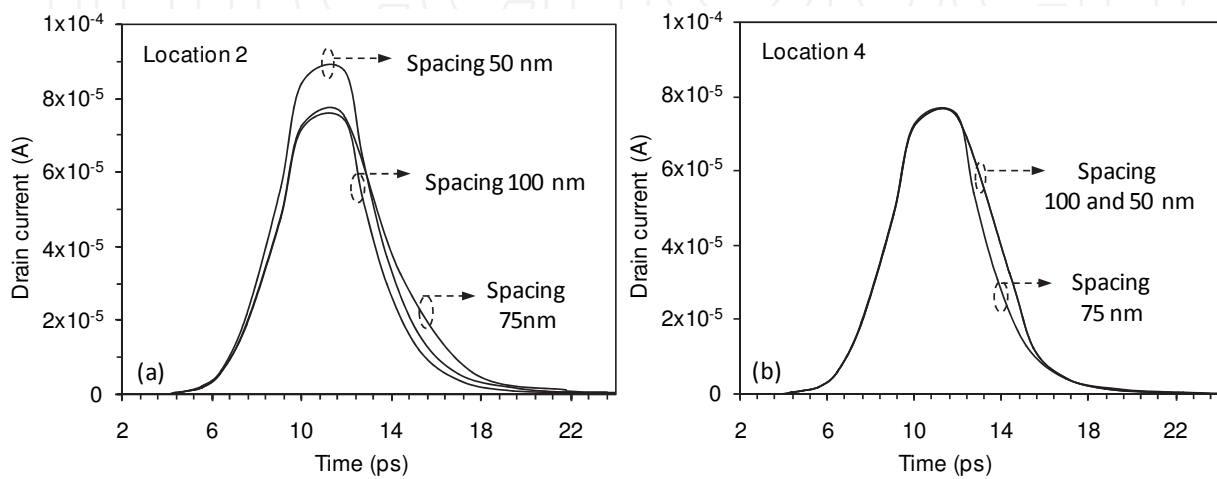 1x10-4
8x10-5
6x10-5
4x10-5
2x10-5
0
Drain current (A)
Location 2
Spacing 50 nm
Spacing 100 nm
Spacing
75nm
(a)
2
6
10
14
18
22
Time (ps)
1x10-4
8x10-5
6x10-5
4x10-5
2x10-5
0
Drain current (A)
Location 4
Spacing
100 and 50 nm
Spacing
75 nm
(b)
2
6
10
14
18
22
Time (ps)